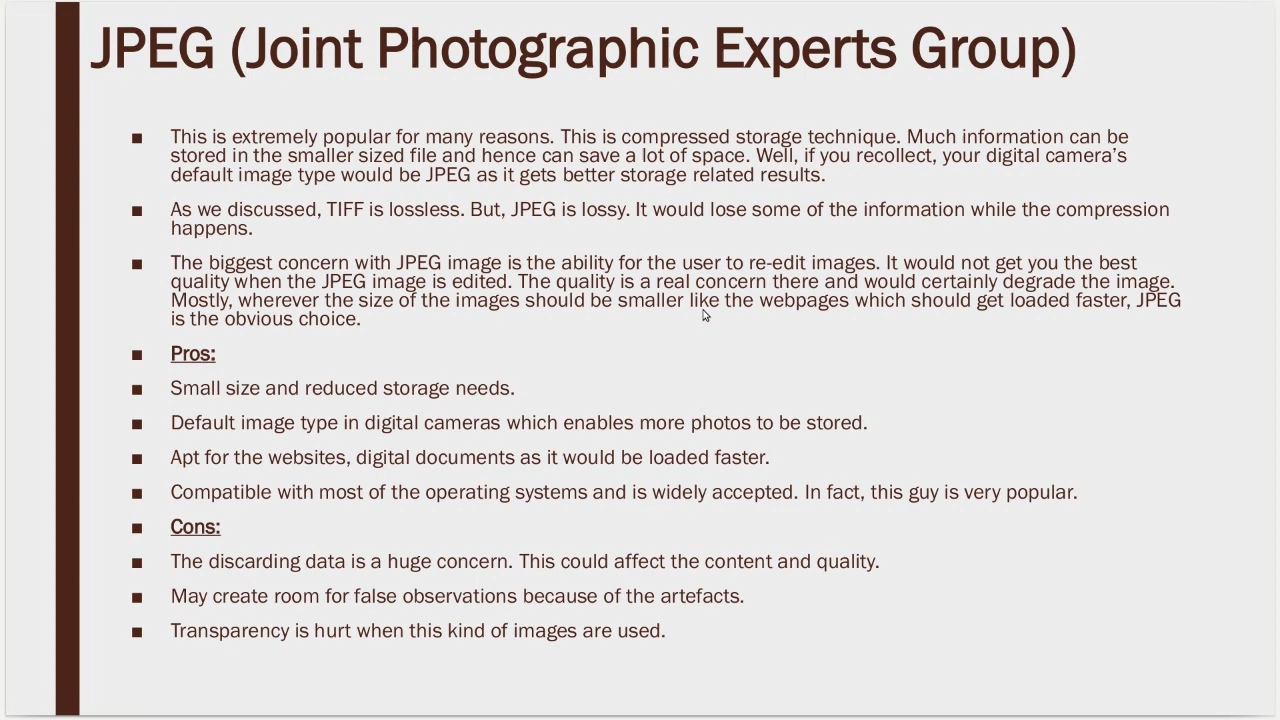 JPEG (Joint Photographic Experts Group)
■ This is extremely popular for many reasons. This is compressed storage technique. Much information can be
stored in the smaller sized file and hence can save a lot of space. Well, if you recollect, your digital camera's
default image type would be JPEG as it gets better storage related results.
■ As we discussed, TIFF is lossless. But, JPEG is lossy. It would lose some of the information while the compression
happens.
■ The biggest concern with JPEG image is the ability for the user to re-edit images. It would not get you the best
quality when the JPEG image is edited. The quality is a real concern there and would certainly degrade the image.
Mostly, wherever the size of the images should be smaller like the webpages which should get loaded faster, JPEG
is the obvious choice.
■ Pros:
■ Small size and reduced storage needs.
■ Default image type in digital cameras which enables more photos to be stored.
■ Apt for the websites, digital documents as it would be loaded faster.
■ Compatible with most of the operating systems and is widely accepted. In fact, this guy is very popular.
■ Cons:
■ The discarding data is a huge concern. This could affect the content and quality.
■ May create room for false observations because of the artefacts.
■ Transparency is hurt when this kind of images are used.